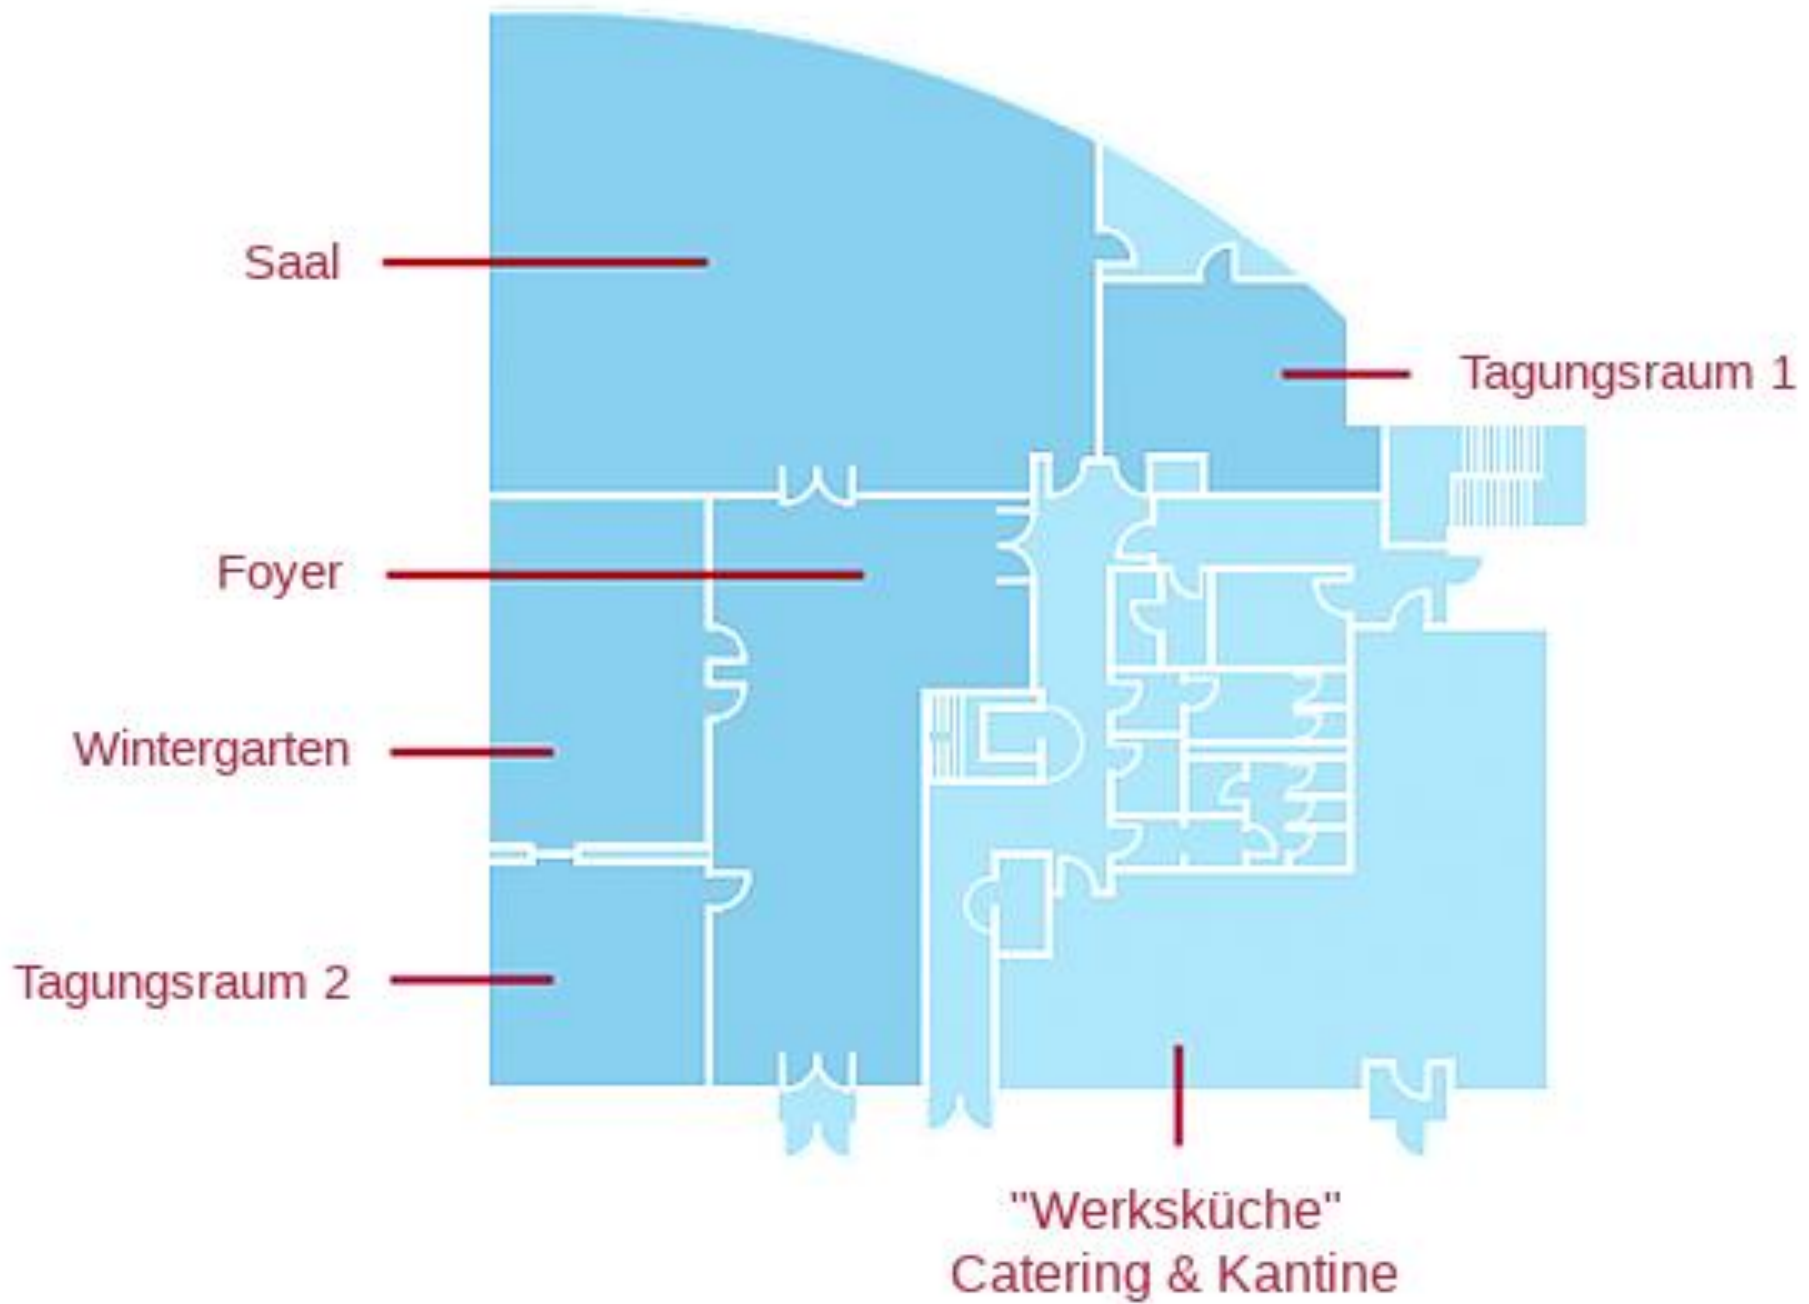 Saal
Tagungsraum 1
Foyer
Wintergarten
Tagungsraum 2
"Werksküche"
Catering & Kantine